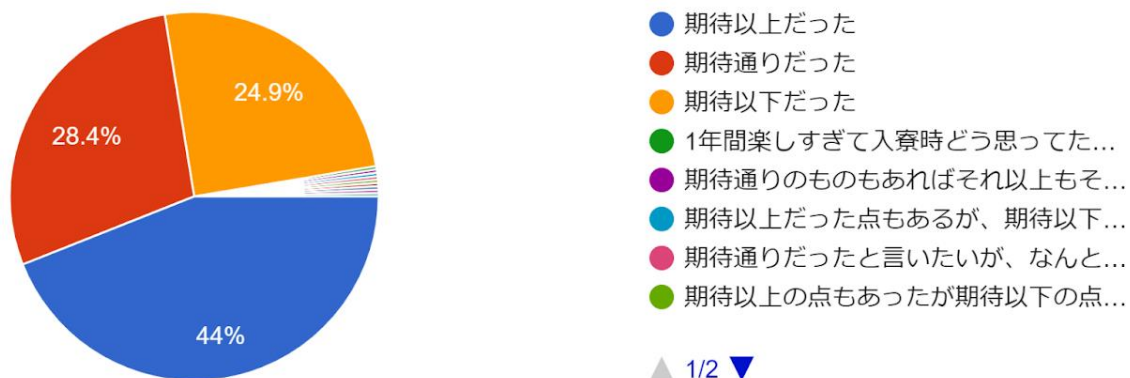 24.9%
28.4%
44%
期待以上だった
期待通りだった
期待以下だった
1年間楽しすぎて入寮時どう思ってた...
期待通りのものもあればそれ以上もそ...
期待以上だった点もあるが、期待以下...
期待通りだったと言いたいが、なんと...
期待以上の点もあったが期待以下の点...
1/2